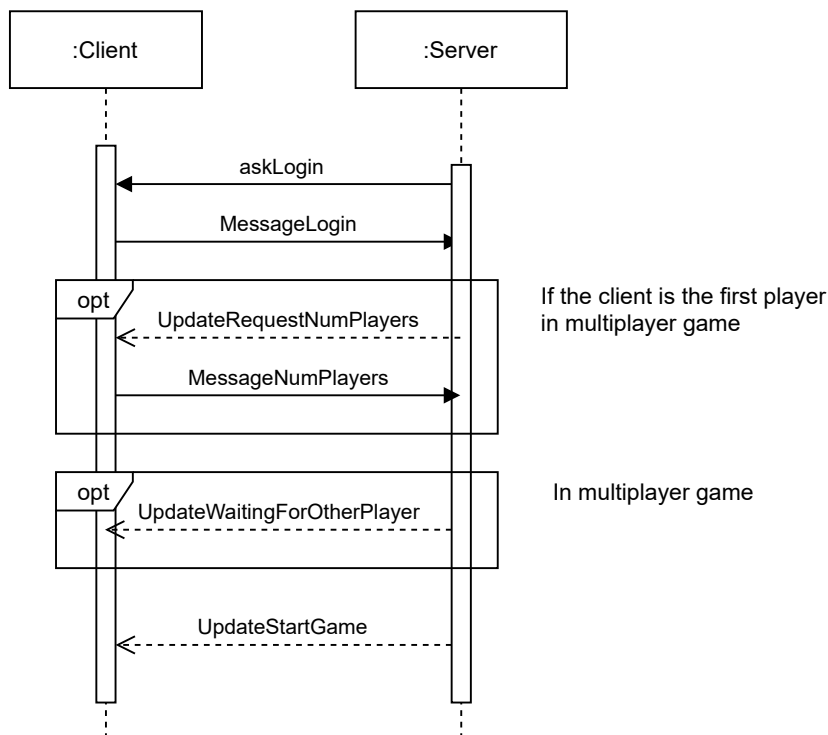 :Client
:Server
askLogin
MessageLogin
opt
If the client is the first player
in multiplayer game
UpdateRequestNumPlayers
MessageNumPlayers
opt
In multiplayer game
UpdateWaitingForOtherPlayer
UpdateStartGame